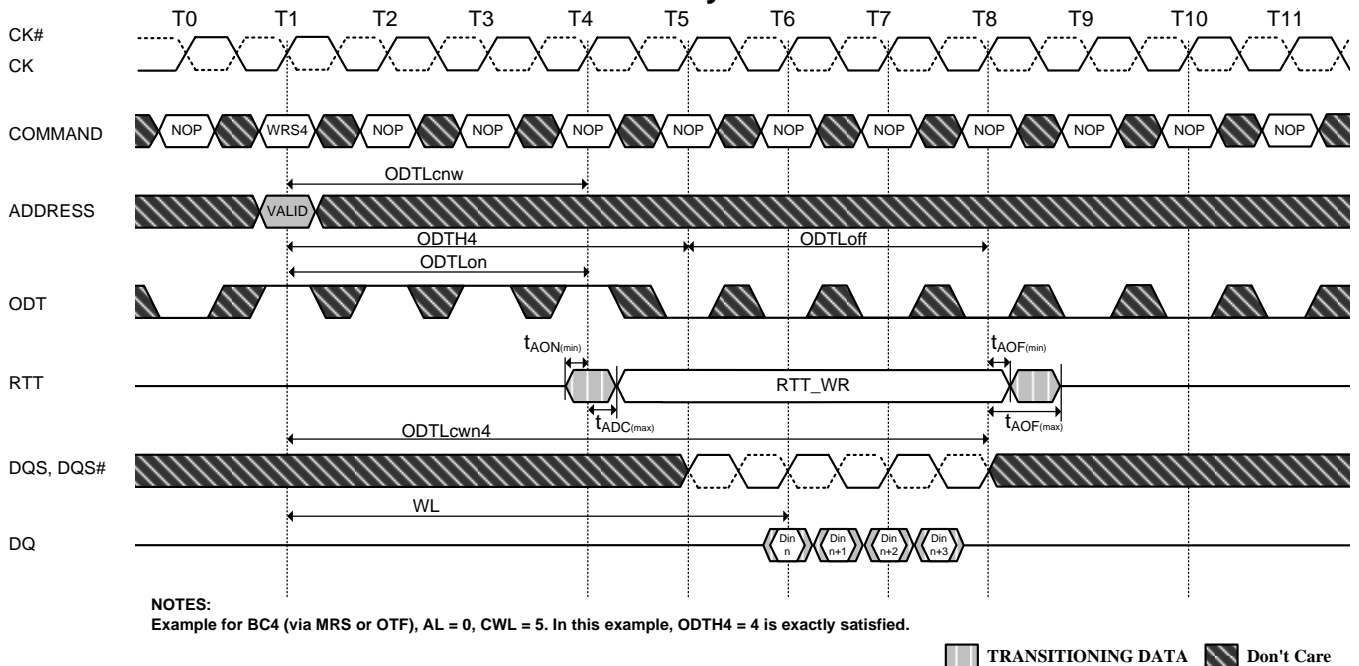 T0 T1 T2 T3 T4 T5 T6 T7 T8 T9 T10 T11
CK#
CK
COMMAND NOP WRS4 NOP NOP NOP NOP NOP NOP NOP NOP NOP NOP
ODTLcnw
ADDRESS VALID
ODTH4 ODTLoff
ODTLon
ODT
tAON(min) tAOF(min)
RTT RTT_WR
tADC(max) tAOF(max)
ODTLcwn4
DQS, DQS#
WL
DQ Din n Din n+1 Din n+2 Din n+3
NOTES:
Example for BC4 (via MRS or OTF), AL = 0, CWL = 5. In this example, ODTH4 = 4 is exactly satisfied.
TRANSITIONING DATA Don't Care